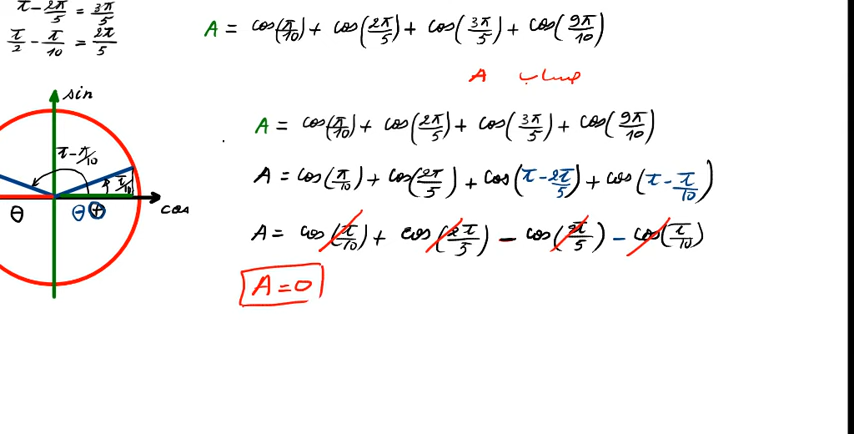 π - 2π/5 = 3π/5
π/2 - π/10 = 2π/5
A = cos(π/10) + cos(2π/5) + cos(3π/5) + cos(9π/10)
حساب A
sin
π - π/10
π/10
cos
θ
-
+
A = cos(π/10) + cos(2π/5) + cos(3π/5) + cos(9π/10)
A = cos(π/10) + cos(2π/5) + cos(π - 2π/5) + cos(π - π/10)
A = cos(π/10) + cos(2π/5) - cos(2π/5) - cos(π/10)
A = 0